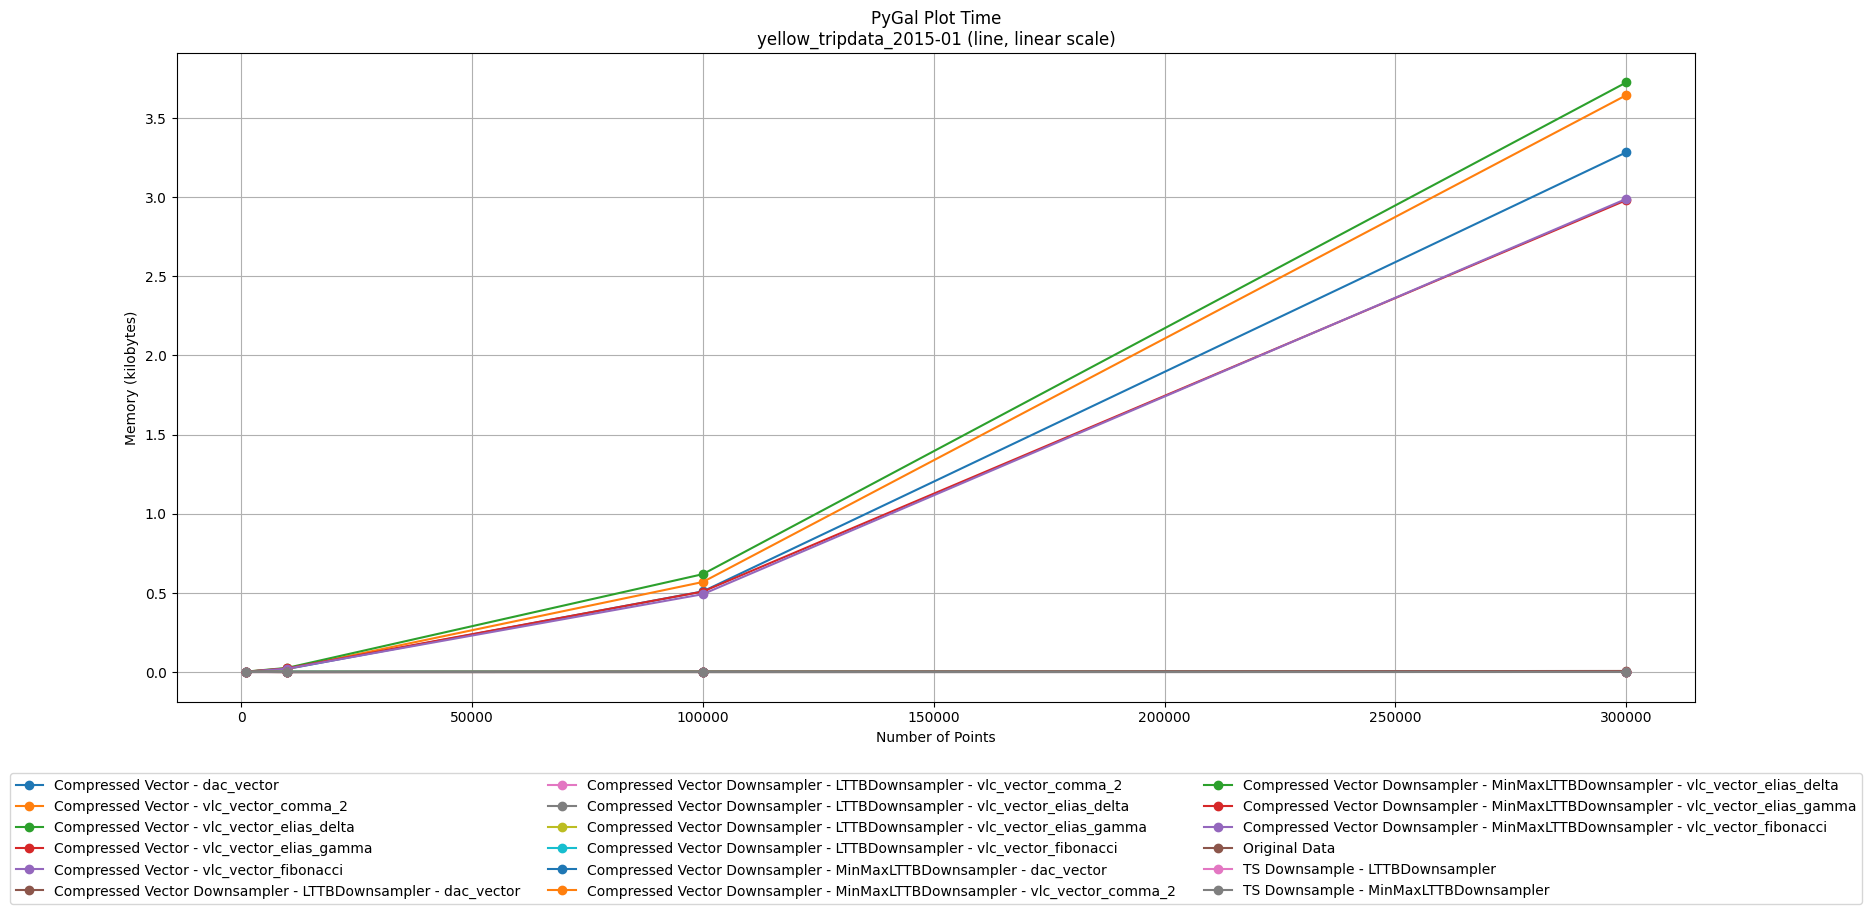 PyGal Plot Time
yellow_tripdata_2015-01 (line, linear scale)
Memory (kilobytes)
3.5
3.0
2.5
2.0
1.5
1.0
0.5
0.0
0
50000
100000
150000
200000
250000
300000
Number of Points
Compressed Vector - dac_vector
Compressed Vector - vlc_vector_comma_2
Compressed Vector - vlc_vector_elias_delta
Compressed Vector - vlc_vector_elias_gamma
Compressed Vector - vlc_vector_fibonacci
Compressed Vector Downsampler - LTTBDownsampler - dac_vector
Compressed Vector Downsampler - LTTBDownsampler - vlc_vector_comma_2
Compressed Vector Downsampler - LTTBDownsampler - vlc_vector_elias_delta
Compressed Vector Downsampler - LTTBDownsampler - vlc_vector_elias_gamma
Compressed Vector Downsampler - LTTBDownsampler - vlc_vector_fibonacci
Compressed Vector Downsampler - MinMaxLTTBDownsampler - dac_vector
Compressed Vector Downsampler - MinMaxLTTBDownsampler - vlc_vector_comma_2
Compressed Vector Downsampler - MinMaxLTTBDownsampler - vlc_vector_elias_delta
Compressed Vector Downsampler - MinMaxLTTBDownsampler - vlc_vector_elias_gamma
Compressed Vector Downsampler - MinMaxLTTBDownsampler - vlc_vector_fibonacci
Original Data
TS Downsample - LTTBDownsampler
TS Downsample - MinMaxLTTBDownsampler